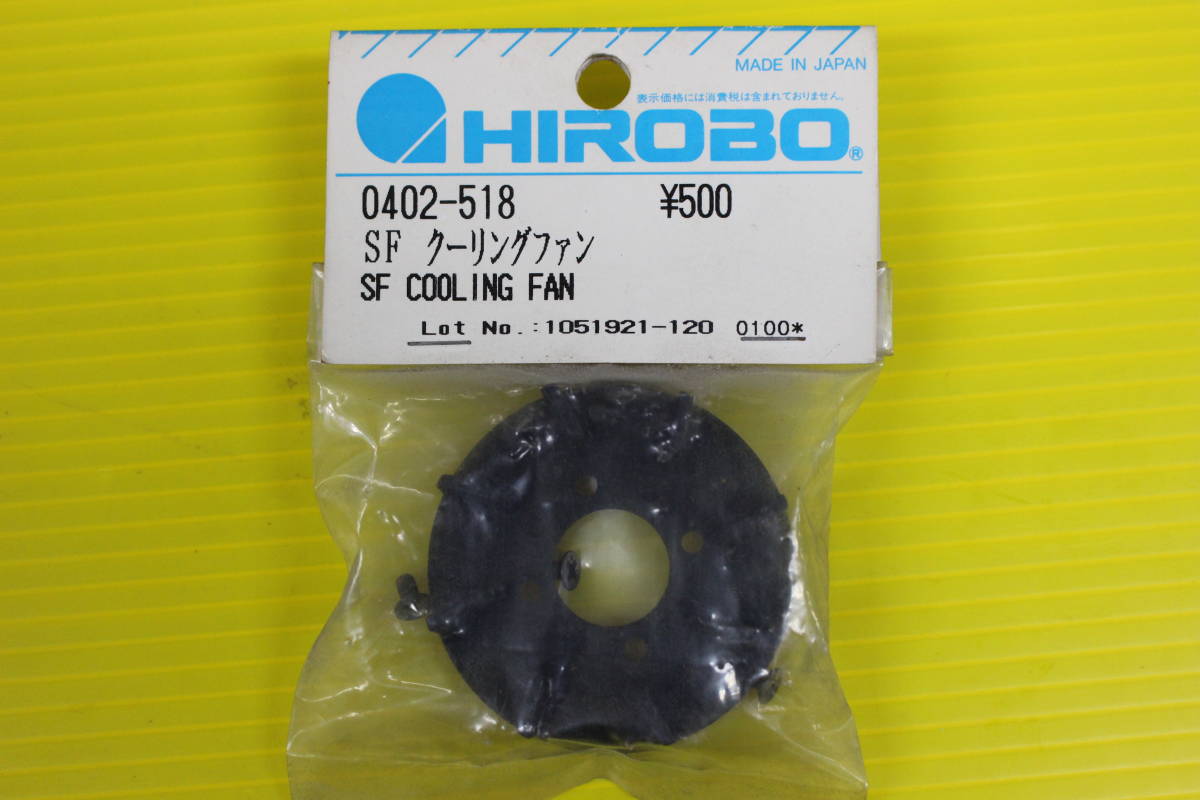 MADE IN JAPAN
表示価格には消費税は含まれておりません。
HIROBO®
0402-518 ¥500
SF クーリングファン
SF COOLING FAN
Lot No.:1051921-120 0100*